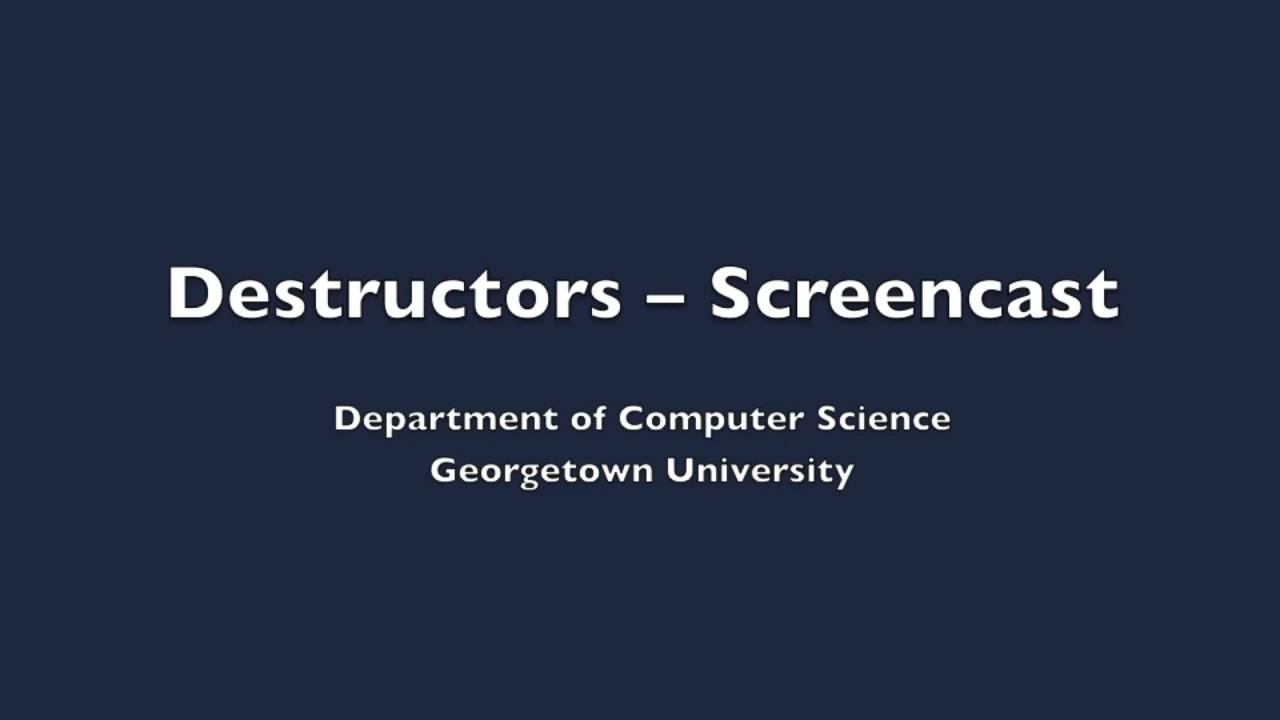 Destructors – Screencast
Department of Computer Science
Georgetown University